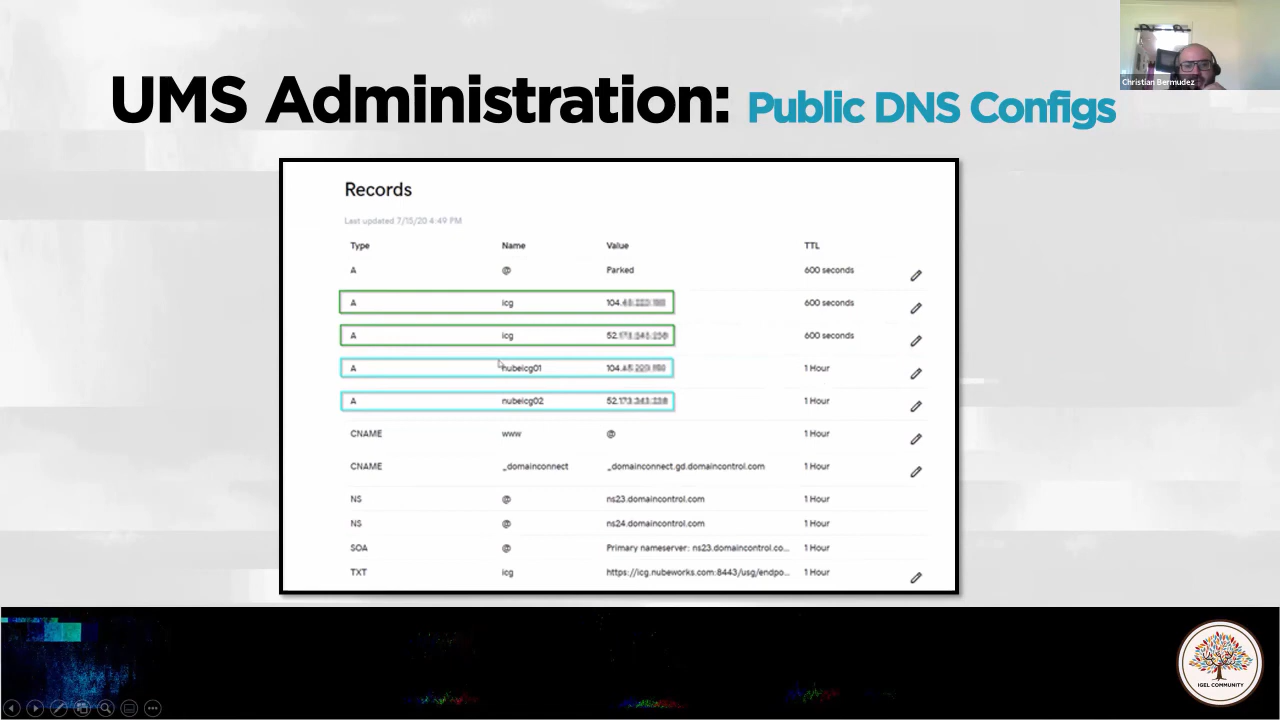 UMS Administration: Public DNS Configs
Christian Bermudez
Records
Last updated 7/15/20 4:49 PM
Type Name Value TTL
A @ Parked 600 seconds
A icg 104. 600 seconds
A icg 52. 600 seconds
A nubeicg01 104. 1 Hour
A nubeicg02 52. 1 Hour
CNAME www @ 1 Hour
CNAME _domainconnect _domainconnect.gd.domaincontrol.com 1 Hour
NS @ ns23.domaincontrol.com 1 Hour
NS @ ns24.domaincontrol.com 1 Hour
SOA @ Primary nameserver: ns23.domaincontrol.co... 1 Hour
TXT icg https://icg.nubeworks.com:8443/usg/endpo... 1 Hour
IGEL COMMUNITY